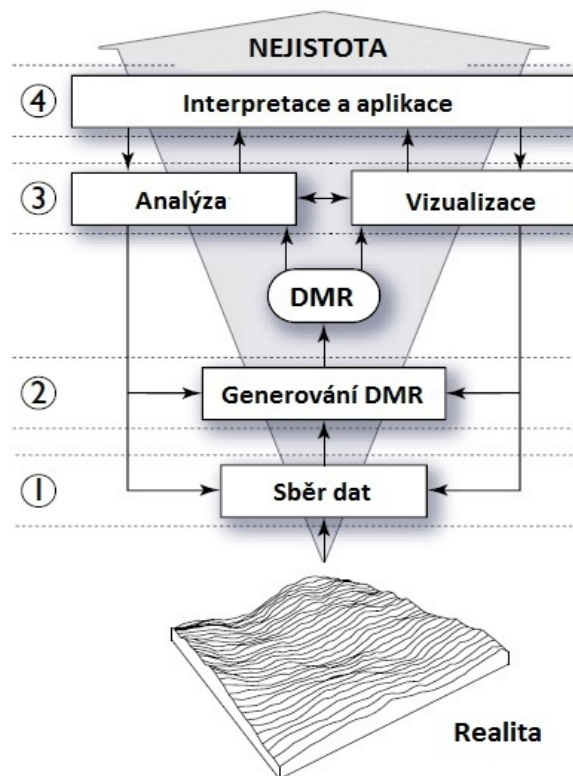 NEJISTOTA
④ Interpretace a aplikace
③ Analýza Vizualizace
DMR
② Generování DMR
① Sběr dat
Realita